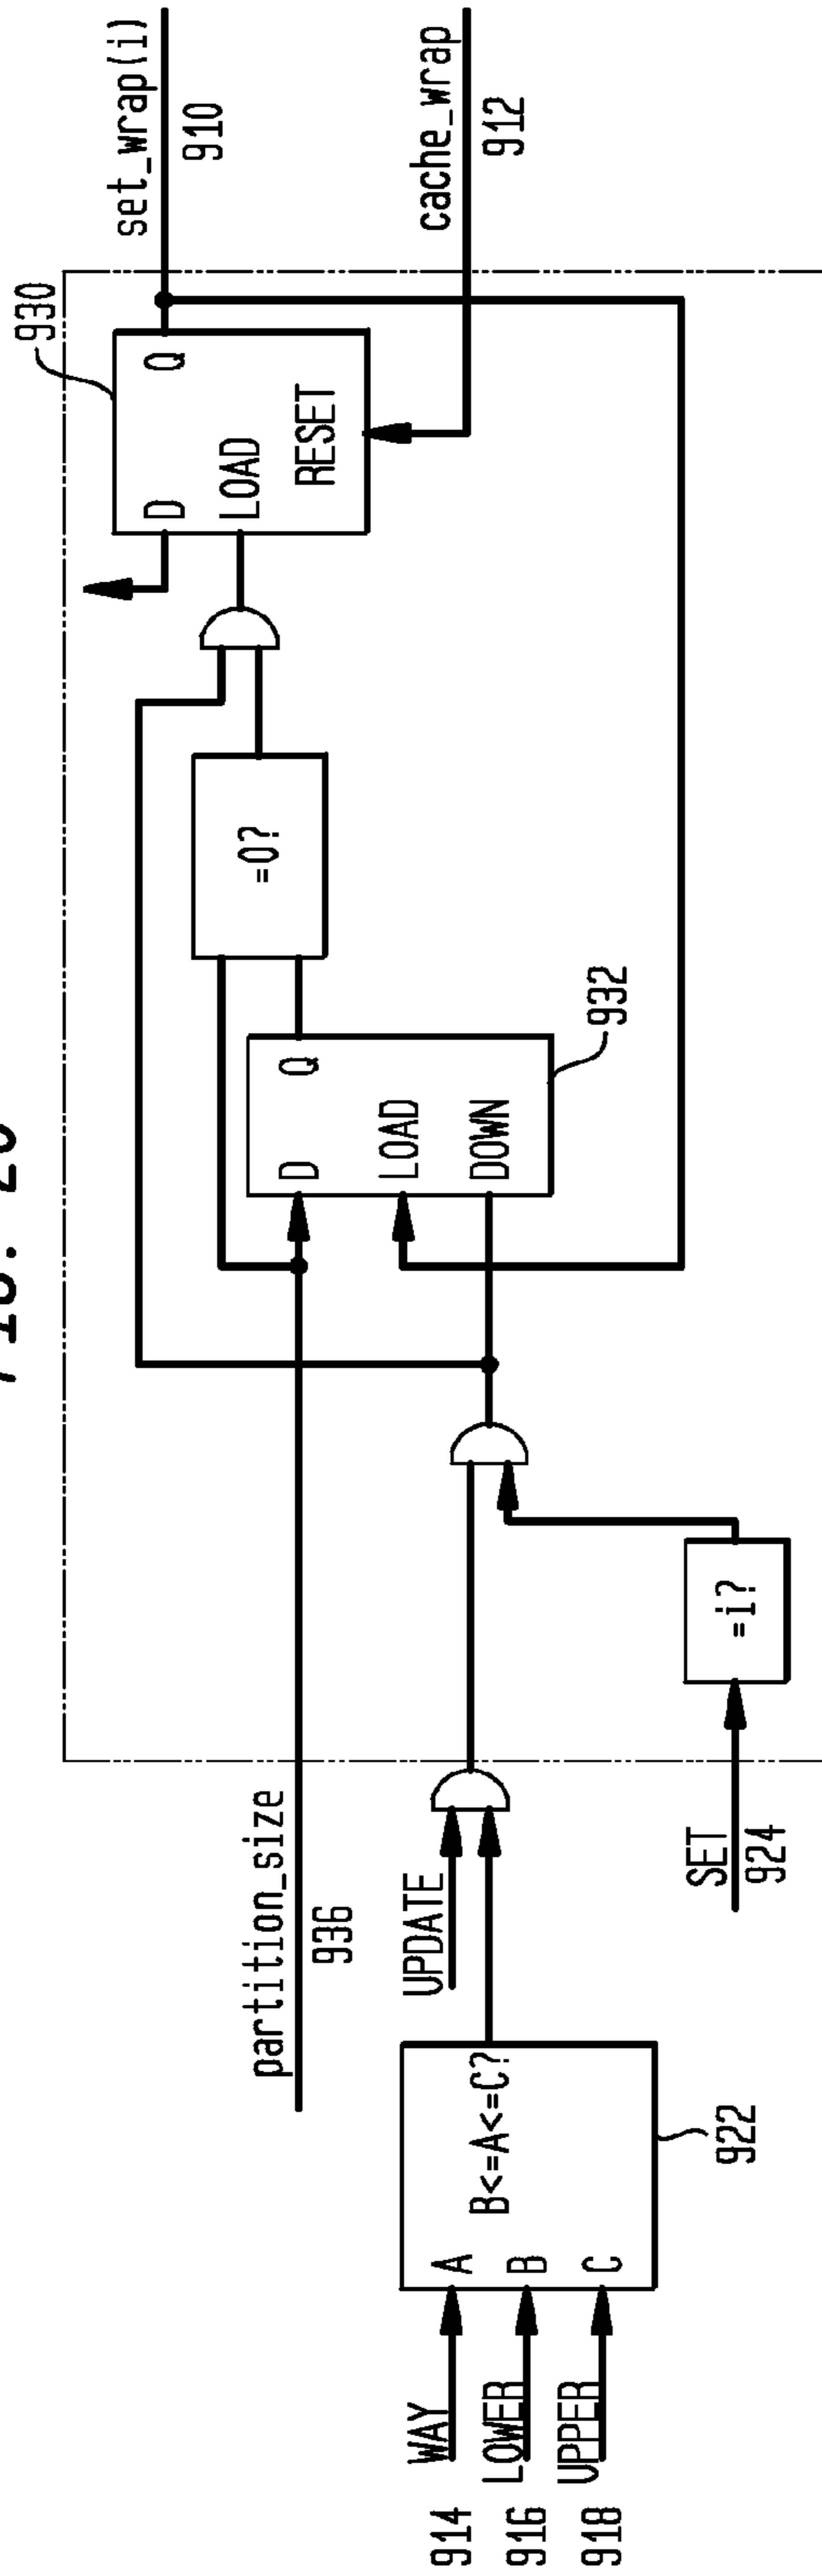 WAY
914
LOWER
916
UPPER
918
A
B
C
B<=A<=C?
922
partition_size
936
UPDATE
SET
924
=i?
D
Q
LOAD
DOWN
932
=0?
D
Q
LOAD
RESET
930
set_wrap(i)
910
cache_wrap
912